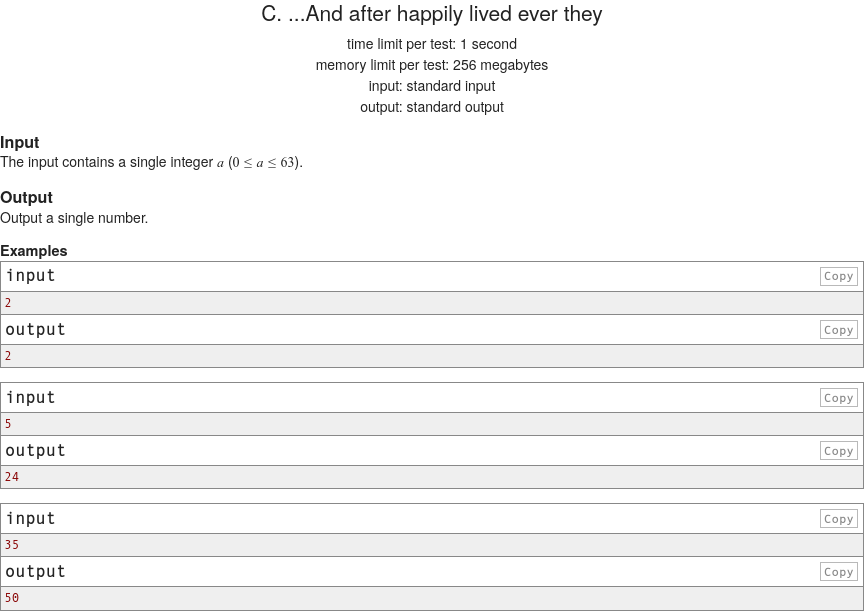 C. ...And after happily lived ever they
time limit per test: 1 second
memory limit per test: 256 megabytes
input: standard input
output: standard output
Input
The input contains a single integer a (0 ≤ a ≤ 63).
Output
Output a single number.
Examples
input Copy
2
output Copy
2
input Copy
5
output Copy
24
input Copy
35
output Copy
50